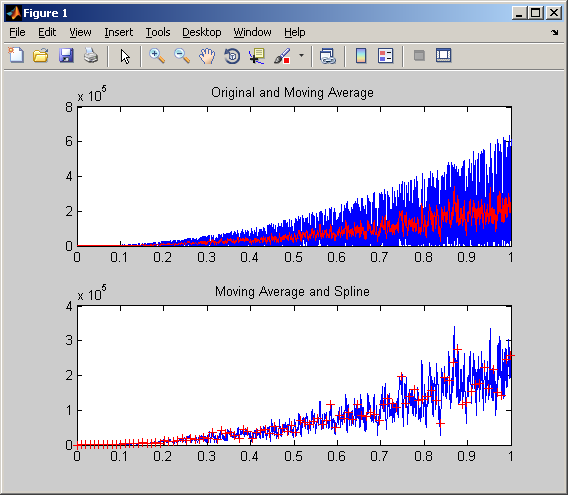 Figure 1
File Edit View Insert Tools Desktop Window Help
Original and Moving Average
x 10^5
8
6
4
2
0
0 0.1 0.2 0.3 0.4 0.5 0.6 0.7 0.8 0.9 1
Moving Average and Spline
x 10^5
4
3
2
1
0
0 0.1 0.2 0.3 0.4 0.5 0.6 0.7 0.8 0.9 1